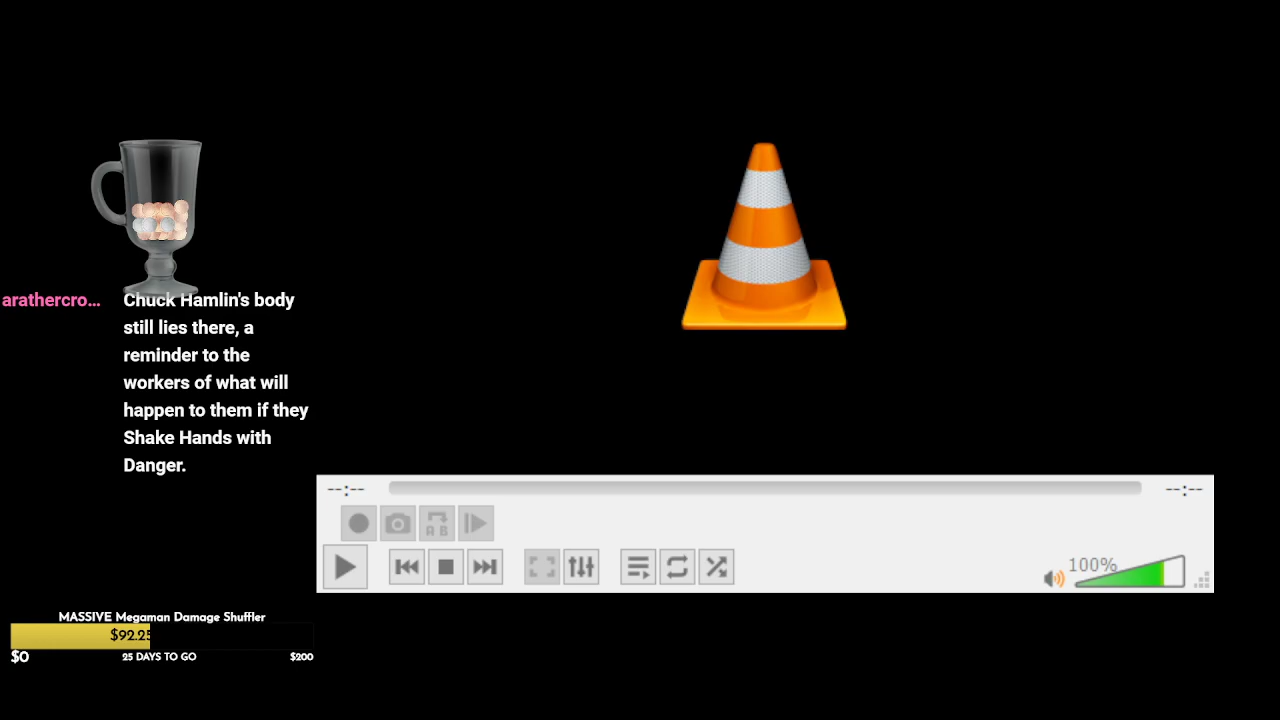 arathercro... Chuck Hamlin's body
still lies there, a
reminder to the
workers of what will
happen to them if they
Shake Hands with
Danger.
--:-- --:--
A B
100%
MASSIVE Megaman Damage Shuffler
$92.25
$0 25 DAYS TO GO $200